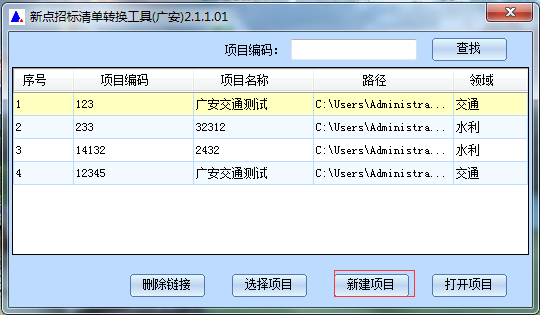 新点招标清单转换工具(广安)2.1.1.01
项目编码： 查找
序号 项目编码 项目名称 路径 领域
1 123 广安交通测试 C:\Users\Administra... 交通
2 233 32312 C:\Users\Administra... 水利
3 14132 2432 C:\Users\Administra... 水利
4 12345 广安交通测试 C:\Users\Administra... 交通
删除链接 选择项目 新建项目 打开项目